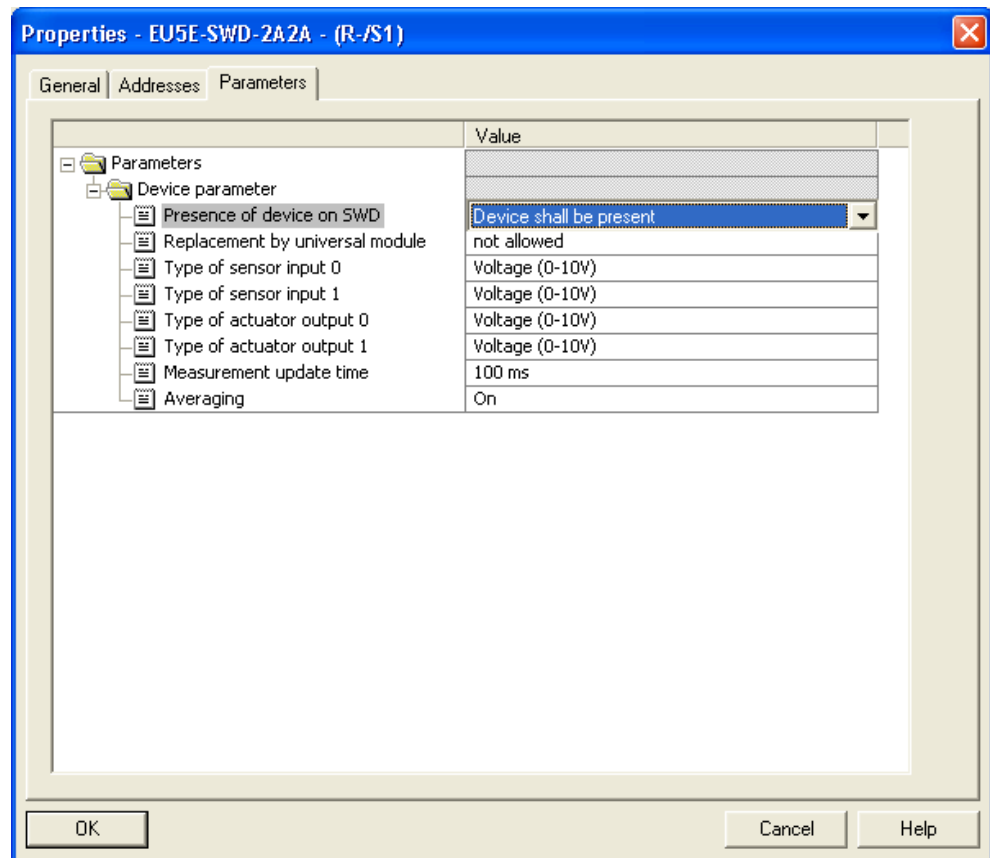 Properties - EU5E-SWD-2A2A - (R-/S1)
General Addresses Parameters
Value
Parameters
Device parameter
Presence of device on SWD Device shall be present
Replacement by universal module not allowed
Type of sensor input 0 Voltage (0-10V)
Type of sensor input 1 Voltage (0-10V)
Type of actuator output 0 Voltage (0-10V)
Type of actuator output 1 Voltage (0-10V)
Measurement update time 100 ms
Averaging On
OK Cancel Help